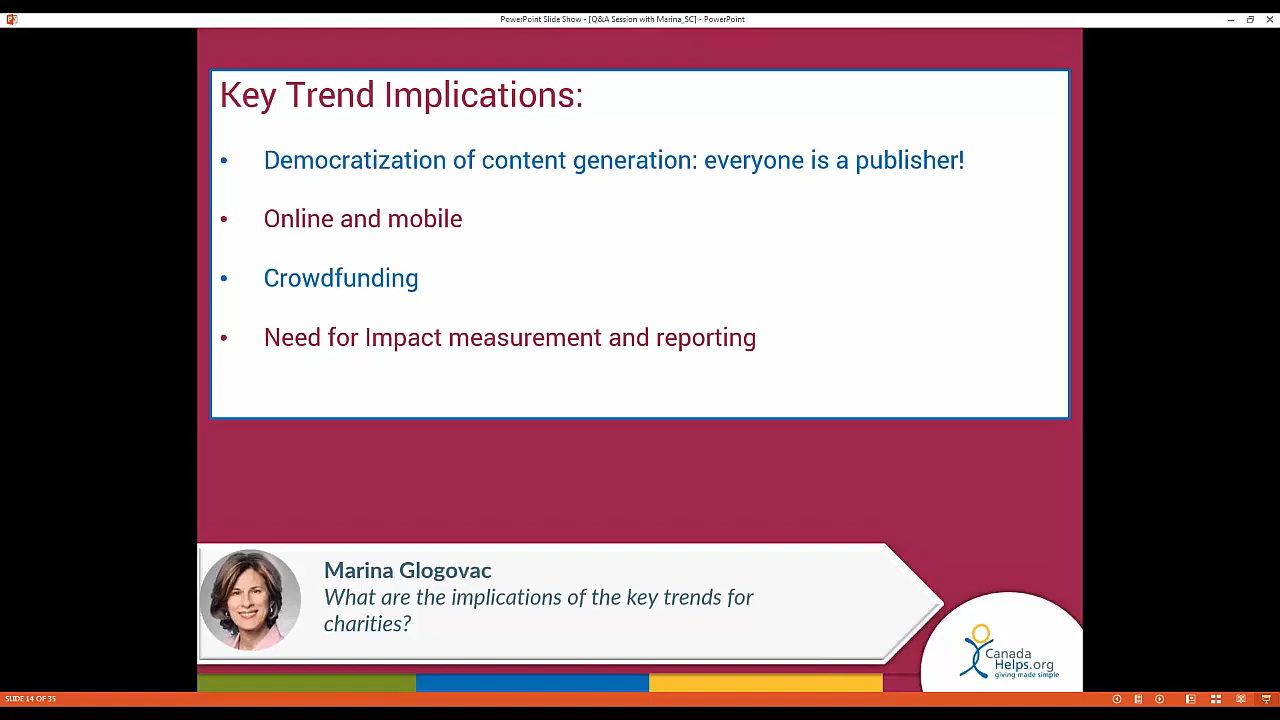 PowerPoint Slide Show - [Q&A Session with Marina_SC] - PowerPoint
Key Trend Implications:
• Democratization of content generation: everyone is a publisher!
• Online and mobile
• Crowdfunding
• Need for Impact measurement and reporting
Marina Glogovac
What are the implications of the key trends for
charities?
Canada
Helps.org
giving made simple
SLIDE 14 OF 35